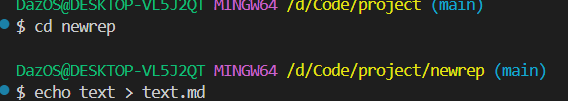 DazOS@DESKTOP-VL5J2QT MINGW64 /d/Code/project (main)
$ cd newrep
DazOS@DESKTOP-VL5J2QT MINGW64 /d/Code/project/newrep (main)
$ echo text > text.md